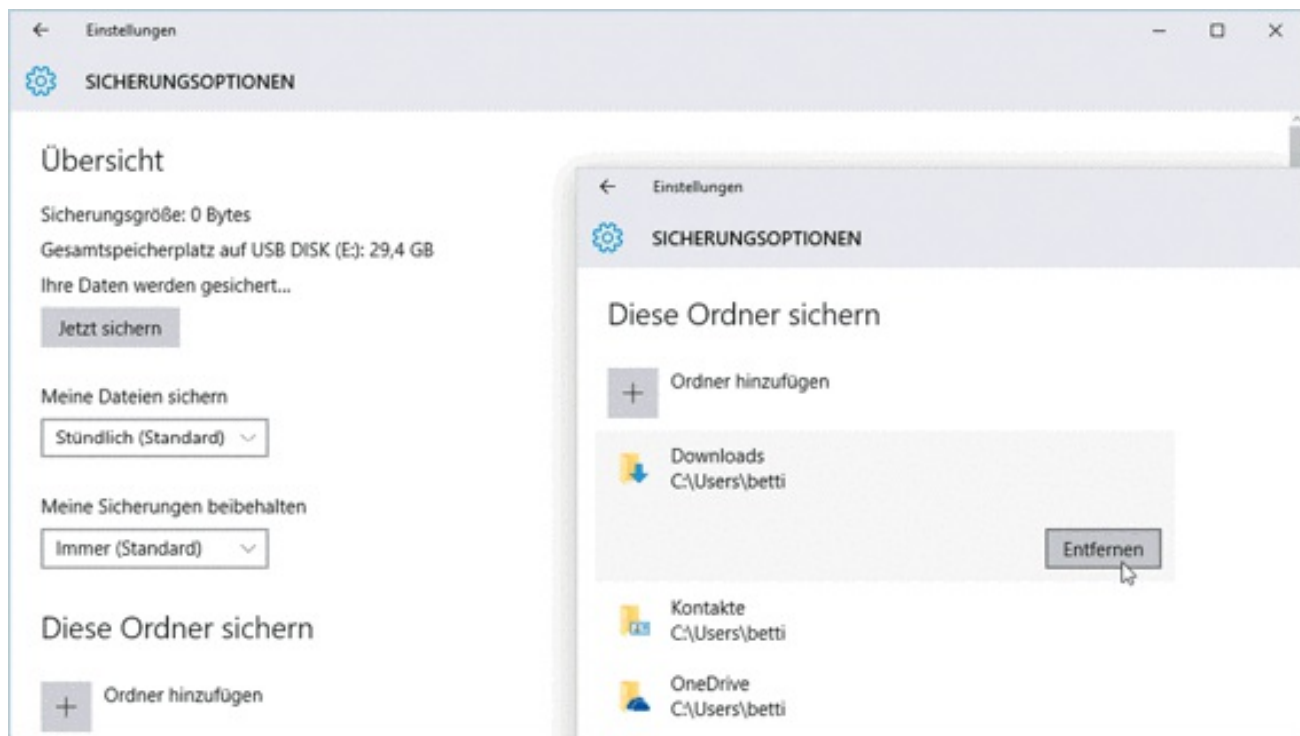 Einstellungen
SICHERUNGSOPTIONEN
Übersicht
Sicherungsgröße: 0 Bytes
Gesamtspeicherplatz auf USB DISK (E:): 29,4 GB
Ihre Daten werden gesichert...
Jetzt sichern
Meine Dateien sichern
Stündlich (Standard)
Meine Sicherungen beibehalten
Immer (Standard)
Diese Ordner sichern
Ordner hinzufügen
Einstellungen
SICHERUNGSOPTIONEN
Diese Ordner sichern
Ordner hinzufügen
Downloads
C:\Users\betti
Entfernen
Kontakte
C:\Users\betti
OneDrive
C:\Users\betti